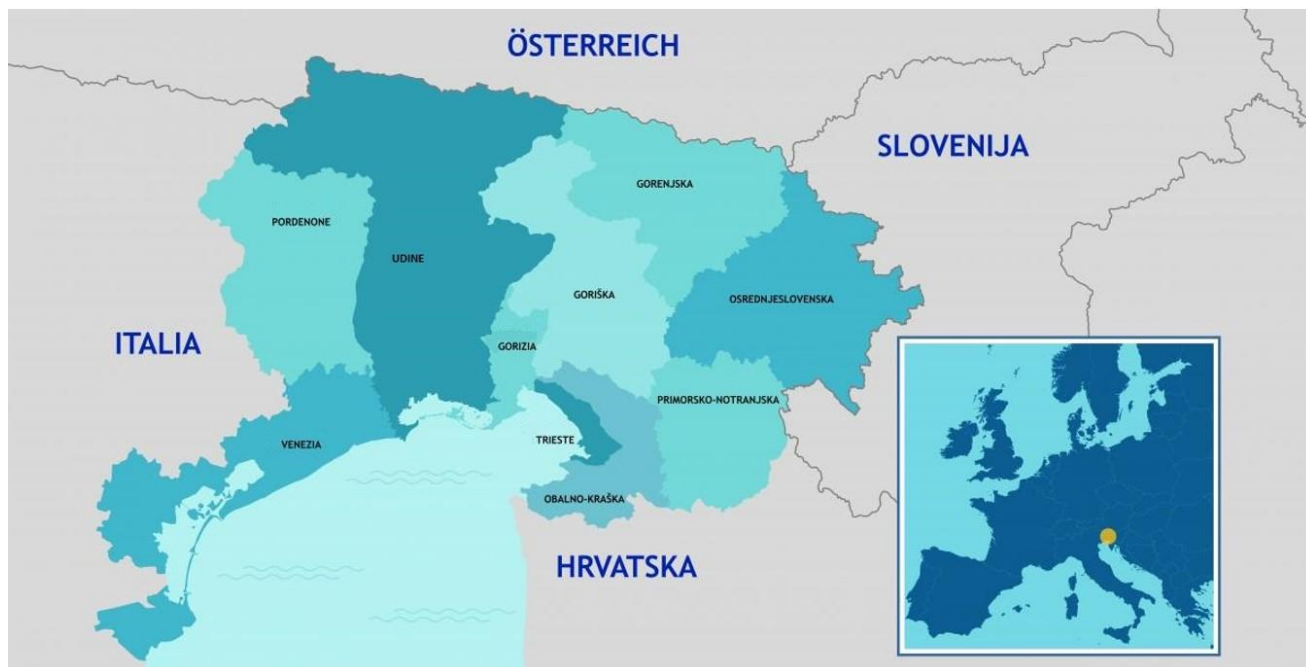 ÖSTERREICH
SLOVENIJA
GORENJSKA
PORDENONE
UDINE
GORIŠKA
OSREDNJESLOVENSKA
ITALIA
GORIZIA
PRIMORSKO-NOTRANJSKA
VENEZIA
TRIESTE
OBALNO-KRAŠKA
HRVATSKA